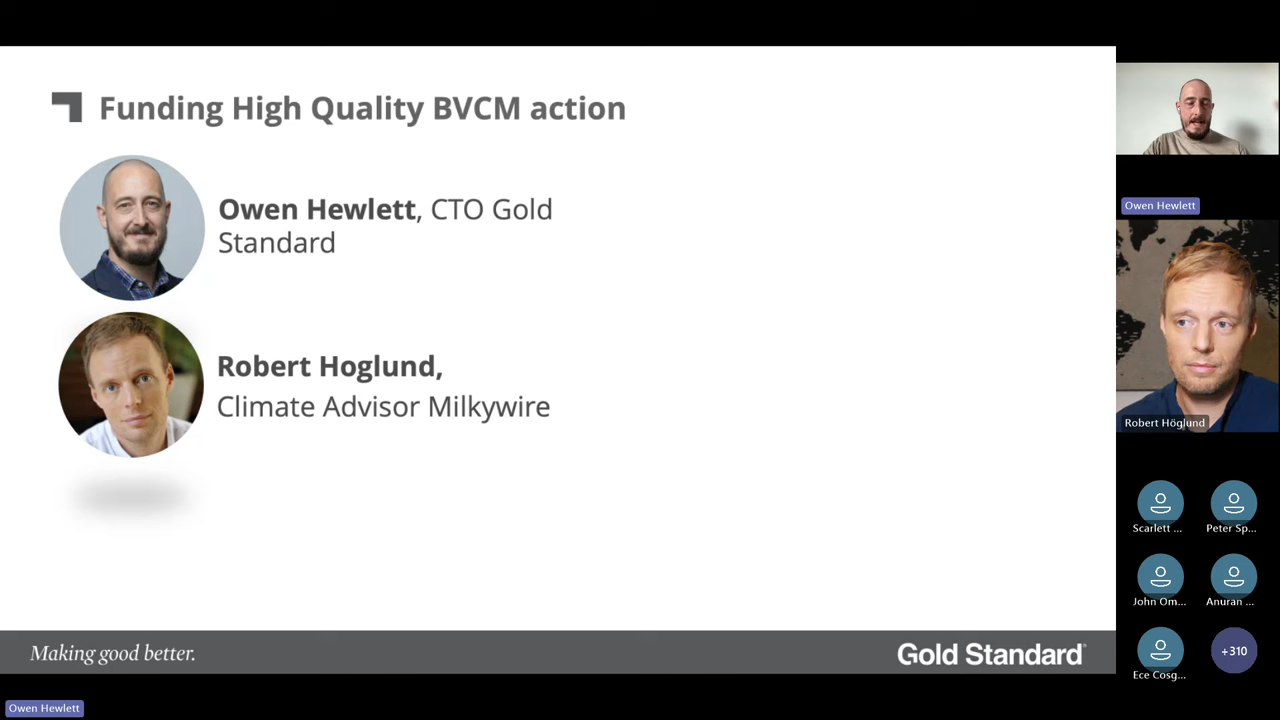 Funding High Quality BVCM action
Owen Hewlett, CTO Gold
Standard
Robert Hoglund,
Climate Advisor Milkywire
Making good better.
Gold Standard
Owen Hewlett
Robert Höglund
Scarlett ...
Peter Sp...
John Om...
Anuran ...
Ece Cosg...
+310
Owen Hewlett